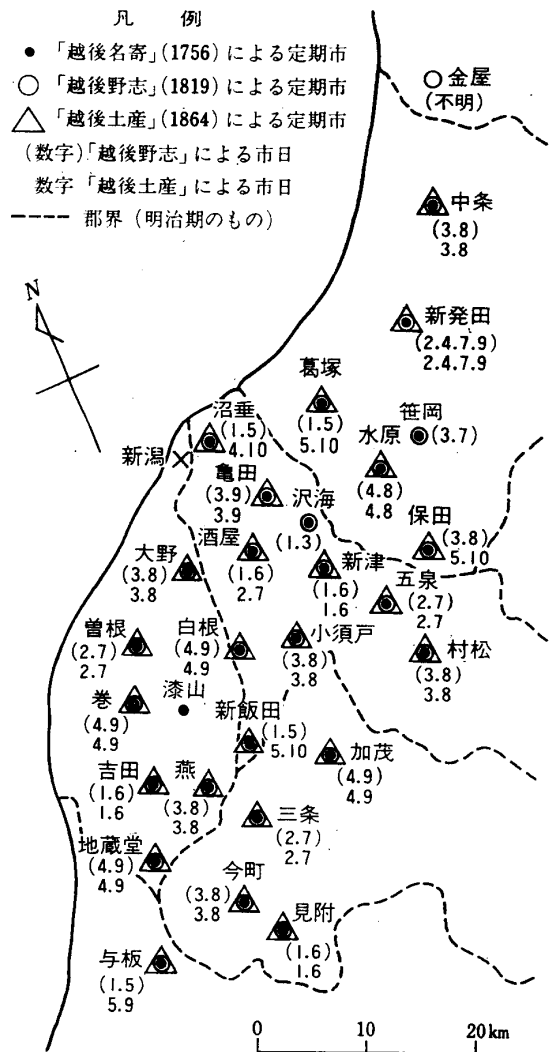 凡 例
● 「越後名寄」(1756)による定期市
○ 「越後野志」(1819)による定期市
△ 「越後土産」(1864)による定期市
(数字)「越後野志」による市日
数字「越後土産」による市日
郡界(明治期のもの)
N
金屋
(不明)
中条
(3.8)
3.8
新発田
(2.4.7.9)
2.4.7.9
葛塚
(1.5)
5.10
笹岡
(3.7)
水原
(4.8)
4.8
沼垂
(1.5)
4.10
新潟
亀田
(3.9)
3.9
沢海
(1.3)
保田
(3.8)
5.10
酒屋
(1.6)
2.7
新津
(1.6)
1.6
大野
(3.8)
3.8
五泉
(2.7)
2.7
曽根
(2.7)
2.7
白根
(4.9)
4.9
小須戸
(3.8)
3.8
村松
(3.8)
3.8
巻
(4.9)
4.9
漆山
新飯田
(1.5)
5.10
加茂
(4.9)
4.9
吉田
(1.6)
1.6
燕
(3.8)
3.8
三条
(2.7)
2.7
地蔵堂
(4.9)
4.9
今町
(3.8)
3.8
見附
(1.6)
1.6
与板
(1.5)
5.9
0 10 20km